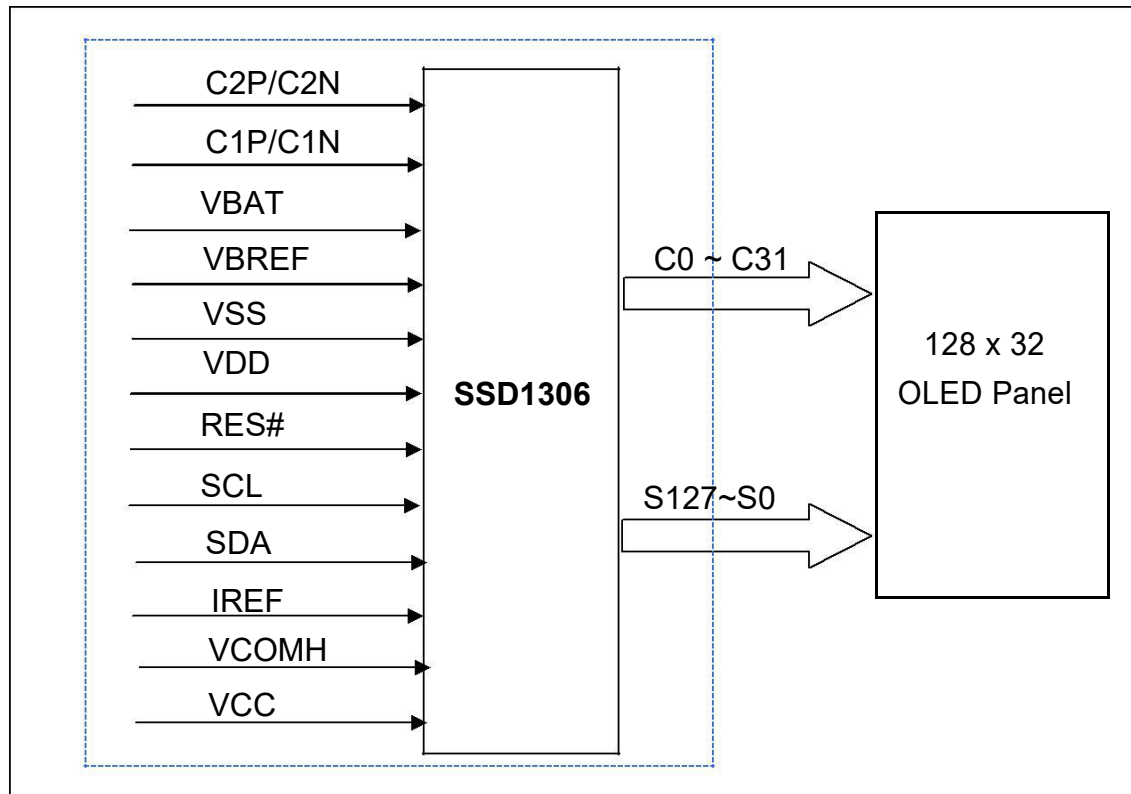 C2P/C2N
C1P/C1N
VBAT
VBREF
VSS
VDD
RES#
SCL
SDA
IREF
VCOMH
VCC
SSD1306
C0 ~ C31
S127~S0
128 x 32
OLED Panel